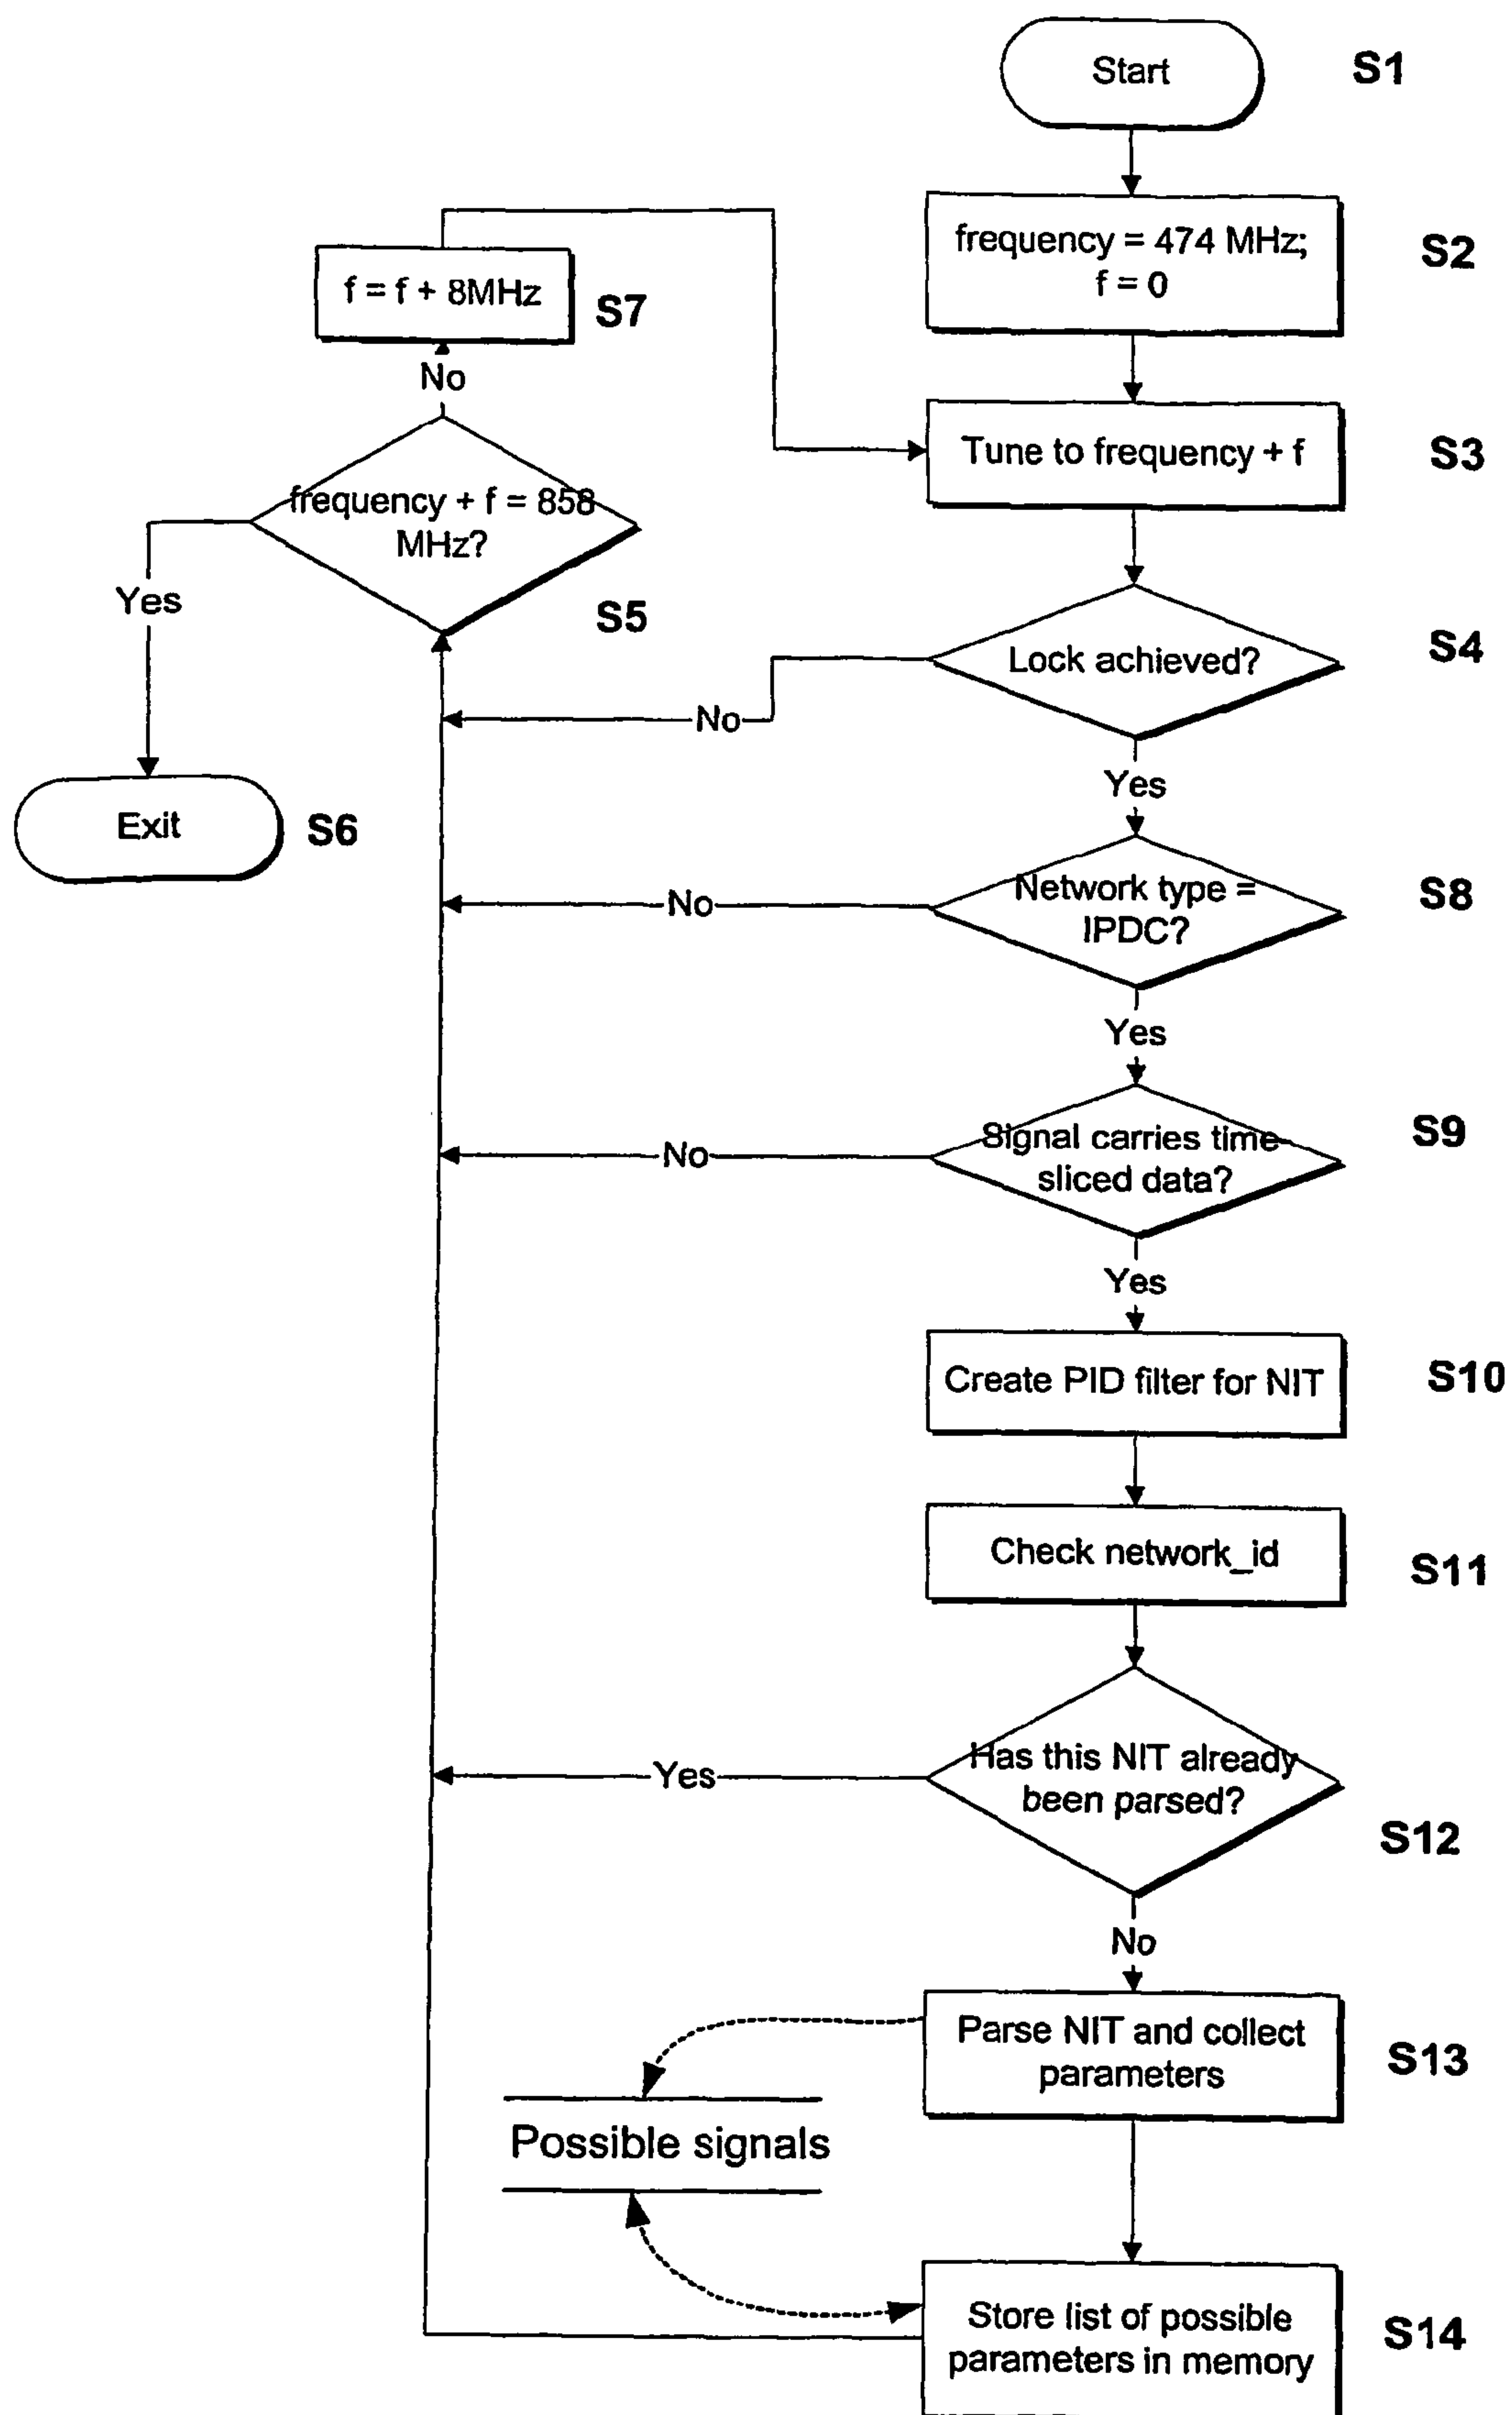 Start
S1
frequency = 474 MHz;
f = 0
S2
f = f + 8MHz
S7
No
Tune to frequency + f
S3
frequency + f = 858
MHz?
S5
Yes
Lock achieved?
S4
No
Yes
Exit
S6
Network type =
IPDC?
S8
No
Yes
Signal carries time
sliced data?
S9
No
Yes
Create PID filter for NIT
S10
Check network_id
S11
Has this NIT already
been parsed?
S12
Yes
No
Parse NIT and collect
parameters
S13
Possible signals
Store list of possible
parameters in memory
S14